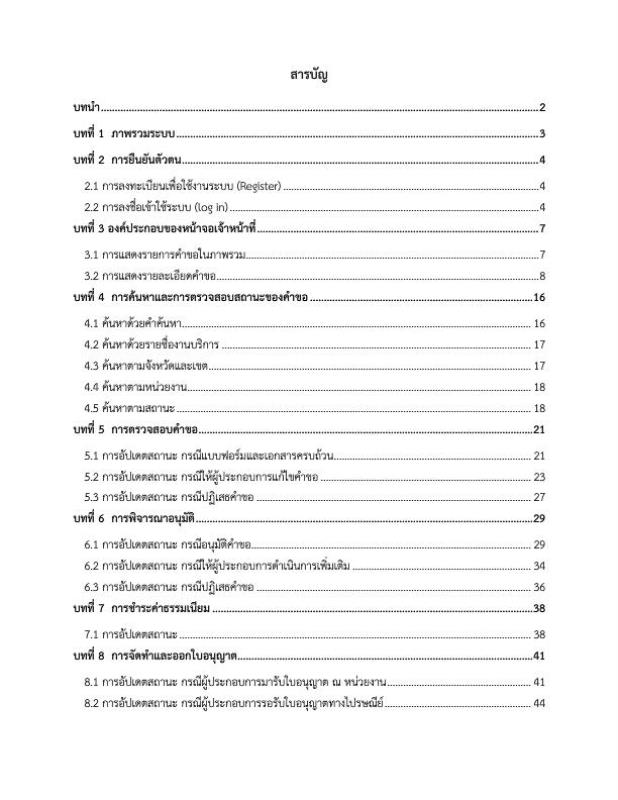 สารบัญ
บทนำ 2
บทที่ 1 ภาพรวมระบบ 3
บทที่ 2 การยืนยันตัวตน 4
2.1 การลงทะเบียนเพื่อใช้งานระบบ (Register) 4
2.2 การลงชื่อเข้าใช้ระบบ (log in) 4
บทที่ 3 องค์ประกอบของหน้าจอเจ้าหน้าที่ 7
3.1 การแสดงรายการคำขอในภาพรวม 7
3.2 การแสดงรายละเอียดคำขอ 8
บทที่ 4 การค้นหาและการตรวจสอบสถานะของคำขอ 16
4.1 ค้นหาด้วยคำค้นหา 16
4.2 ค้นหาด้วยรายชื่องานบริการ 17
4.3 ค้นหาตามจังหวัดและเขต 17
4.4 ค้นหาตามหน่วยงาน 18
4.5 ค้นหาตามสถานะ 18
บทที่ 5 การตรวจสอบคำขอ 21
5.1 การอัปเดตสถานะ กรณีแบบฟอร์มและเอกสารครบถ้วน 21
5.2 การอัปเดตสถานะ กรณีให้ผู้ประกอบการแก้ไขคำขอ 23
5.3 การอัปเดตสถานะ กรณีปฏิเสธคำขอ 27
บทที่ 6 การพิจารณาอนุมัติ 29
6.1 การอัปเดตสถานะ กรณีอนุมัติคำขอ 29
6.2 การอัปเดตสถานะ กรณีให้ผู้ประกอบการดำเนินการเพิ่มเติม 34
6.3 การอัปเดตสถานะ กรณีปฏิเสธคำขอ 36
บทที่ 7 การชำระค่าธรรมเนียม 38
7.1 การอัปเดตสถานะ 38
บทที่ 8 การจัดทำและออกใบอนุญาต 41
8.1 การอัปเดตสถานะ กรณีผู้ประกอบการมารับใบอนุญาต ณ หน่วยงาน 41
8.2 การอัปเดตสถานะ กรณีผู้ประกอบการรอรับใบอนุญาตทางไปรษณีย์ 44